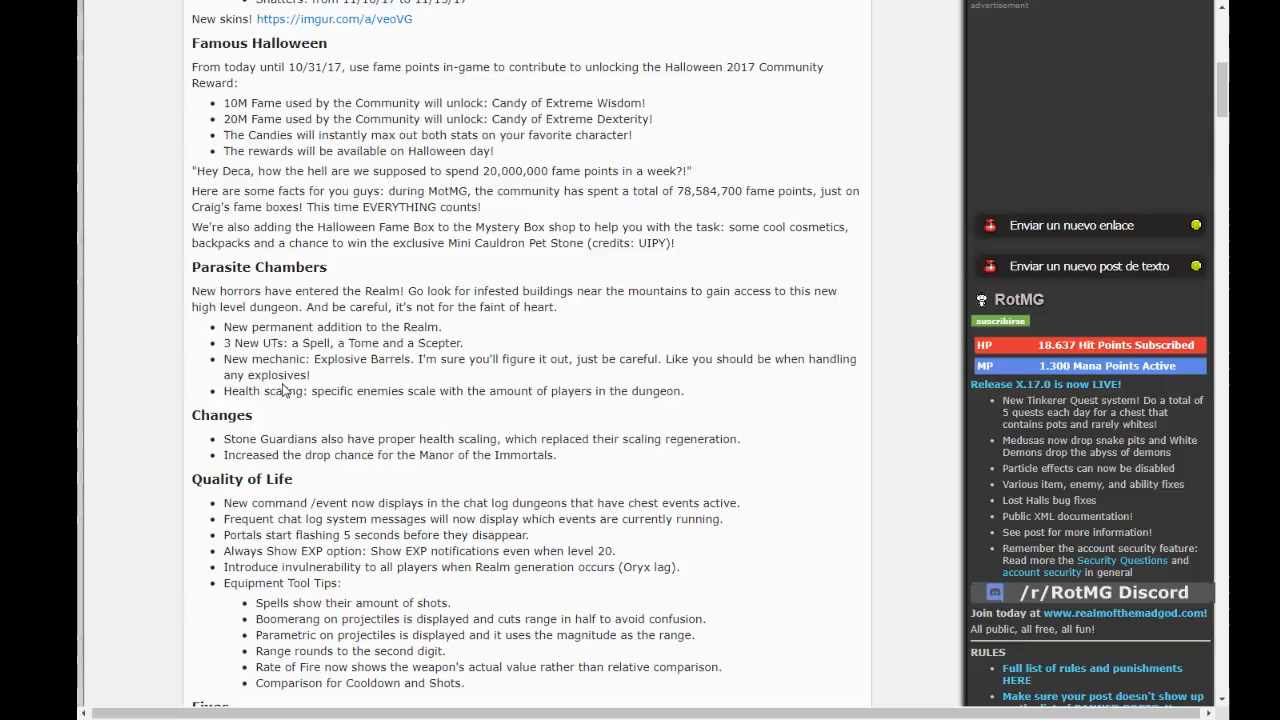 New skins! https://imgur.com/a/veoVG
Famous Halloween
From today until 10/31/17, use fame points in-game to contribute to unlocking the Halloween 2017 Community
Reward:
10M Fame used by the Community will unlock: Candy of Extreme Wisdom!
20M Fame used by the Community will unlock: Candy of Extreme Dexterity!
The Candies will instantly max out both stats on your favorite character!
The rewards will be available on Halloween day!
"Hey Deca, how the hell are we supposed to spend 20,000,000 fame points in a week?!"
Here are some facts for you guys: during MotMG, the community has spent a total of 78,584,700 fame points, just on
Craig's fame boxes! This time EVERYTHING counts!
We're also adding the Halloween Fame Box to the Mystery Box shop to help you with the task: some cool cosmetics,
backpacks and a chance to win the exclusive Mini Cauldron Pet Stone (credits: UIPY)!
Parasite Chambers
New horrors have entered the Realm! Go look for infested buildings near the mountains to gain access to this new
high level dungeon. And be careful, it's not for the faint of heart.
New permanent addition to the Realm.
3 New UTs: a Spell, a Tome and a Scepter.
New mechanic: Explosive Barrels. I'm sure you'll figure it out, just be careful. Like you should be when handling
any explosives!
Health scaling: specific enemies scale with the amount of players in the dungeon.
Changes
Stone Guardians also have proper health scaling, which replaced their scaling regeneration.
Increased the drop chance for the Manor of the Immortals.
Quality of Life
New command /event now displays in the chat log dungeons that have chest events active.
Frequent chat log system messages will now display which events are currently running.
Portals start flashing 5 seconds before they disappear.
Always Show EXP option: Show EXP notifications even when level 20.
Introduce invulnerability to all players when Realm generation occurs (Oryx lag).
Equipment Tool Tips:
Spells show their amount of shots.
Boomerang on projectiles is displayed and cuts range in half to avoid confusion.
Parametric on projectiles is displayed and it uses the magnitude as the range.
Range rounds to the second digit.
Rate of Fire now shows the weapon's actual value rather than relative comparison.
Comparison for Cooldown and Shots.
advertisement
Enviar un nuevo enlace
Enviar un nuevo post de texto
RotMG
suscribirse
HP 18.637 Hit Points Subscribed
MP 1.300 Mana Points Active
Release X.17.0 is now LIVE!
New Tinkerer Quest system! Do a total of
5 quests each day for a chest that
contains pots and rarely whites!
Medusas now drop snake pits and White
Demons drop the abyss of demons
Particle effects can now be disabled
Various item, enemy, and ability fixes
Lost Halls bug fixes
Public XML documentation!
See post for more information!
Remember the account security feature:
Read more the Security Questions and
account security in general
/r/RotMG Discord
Join today at www.realmofthemadgod.com!
All public, all free, all fun!
RULES
Full list of rules and punishments
HERE
Make sure your post doesn't show up